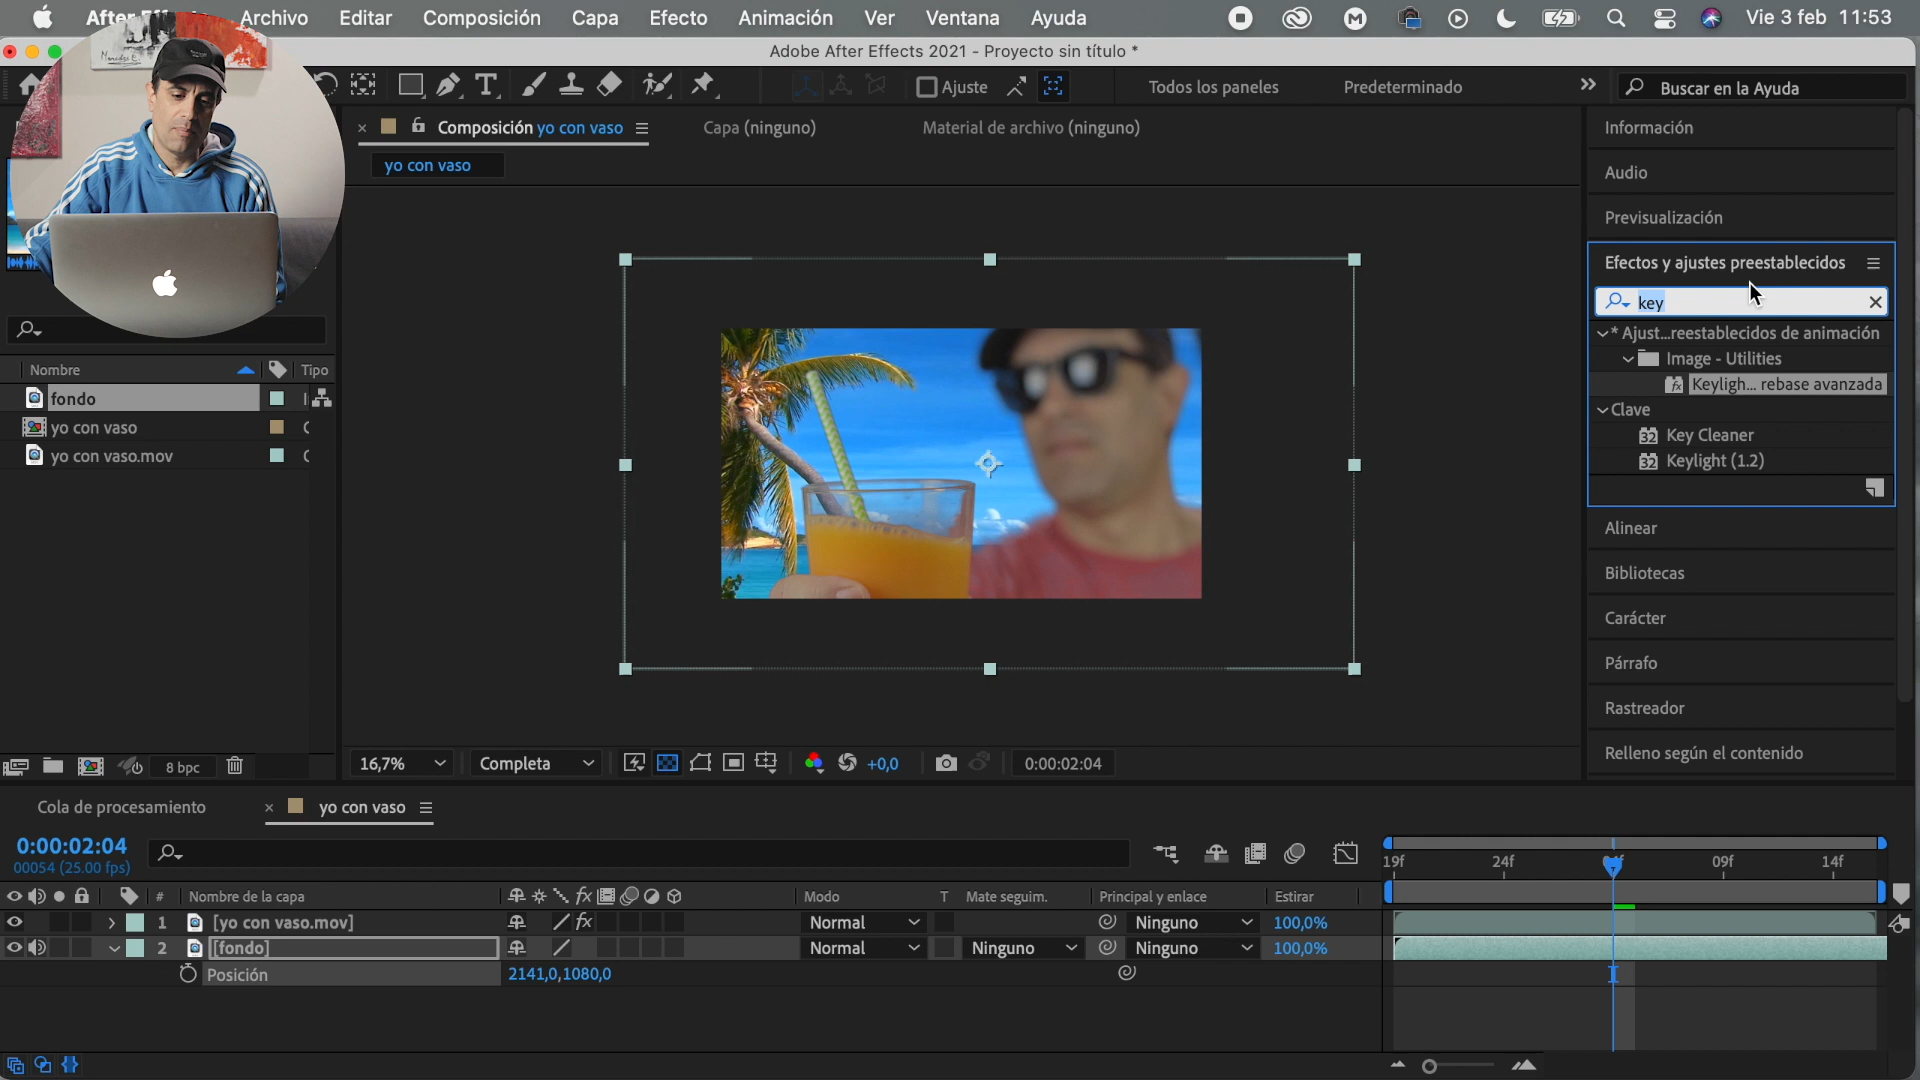 Archivo Editar Composición Capa Efecto Animación Ver Ventana Ayuda Vie 3 feb 11:53
Adobe After Effects 2021 - Proyecto sin título *
Ajuste Todos los paneles Predeterminado Buscar en la Ayuda
Composición yo con vaso Capa (ninguno) Material de archivo (ninguno)
yo con vaso
Información
Audio
Previsualización
Efectos y ajustes preestablecidos
key
* Ajust...reestablecidos de animación
Image - Utilities
Keyligh... rebase avanzada
Clave
Key Cleaner
Keylight (1.2)
Alinear
Bibliotecas
Carácter
Párrafo
Rastreador
Relleno según el contenido
Nombre Tipo
fondo
yo con vaso
yo con vaso.mov
8 bpc
16,7% Completa +0,0 0:00:02:04
Cola de procesamiento yo con vaso
0:00:02:04
00054 (25.00 fps)
19f 24f 09f 14f
# Nombre de la capa Modo T Mate seguim. Principal y enlace Estirar
1 [yo con vaso.mov] Normal Ninguno 100,0%
2 [fondo] Normal Ninguno Ninguno 100,0%
Posición 2141,0,1080,0